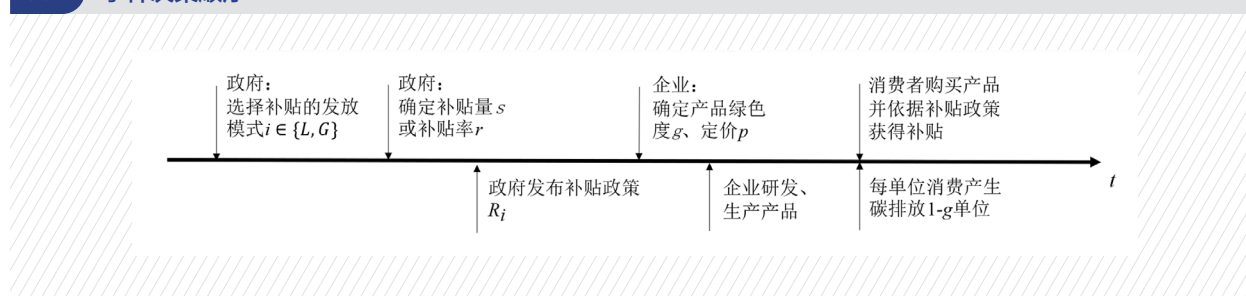 政府：
选择补贴的发放
模式i ∈ {L, G}
政府：
确定补贴量s
或补贴率r
企业：
确定产品绿色
度g、定价p
消费者购买产品
并依据补贴政策
获得补贴
t
政府发布补贴政策
Ri
企业研发、
生产产品
每单位消费产生
碳排放1-g单位